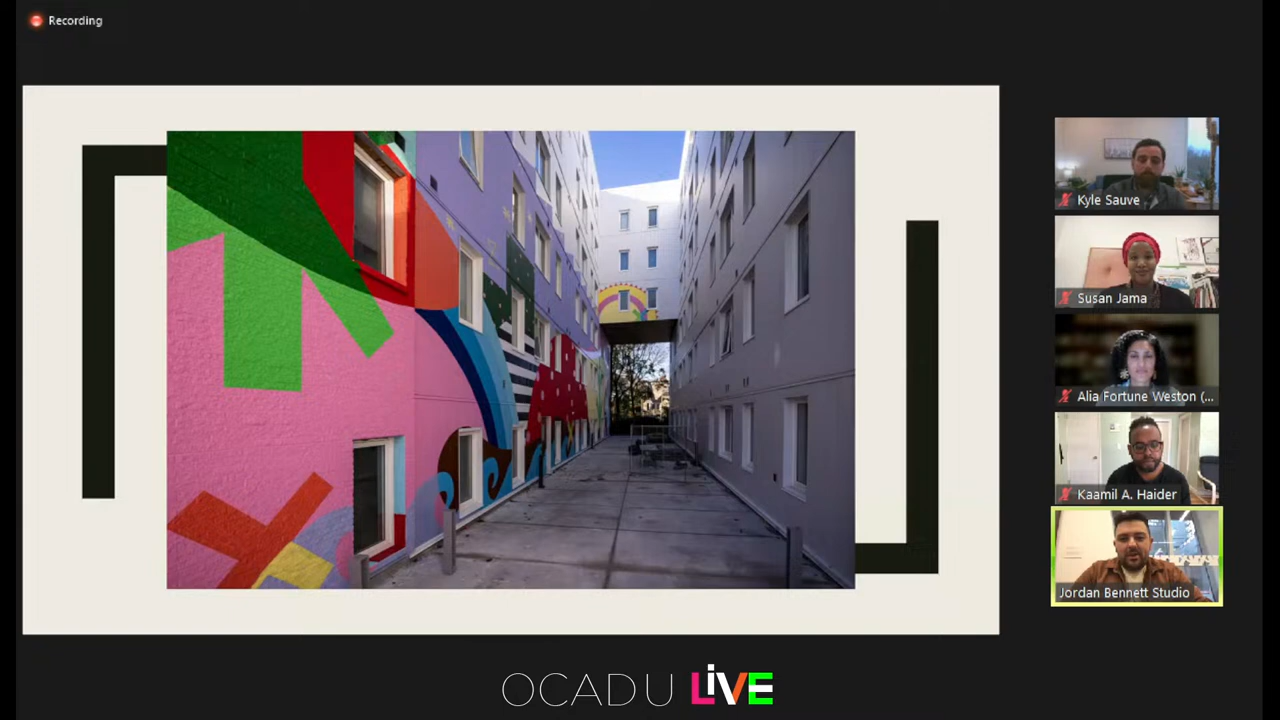 Recording
Kyle Sauve
Susan Jama
Alia Fortune Weston (...
Kaamil A. Haider
Jordan Bennett Studio
OCADU LiVE